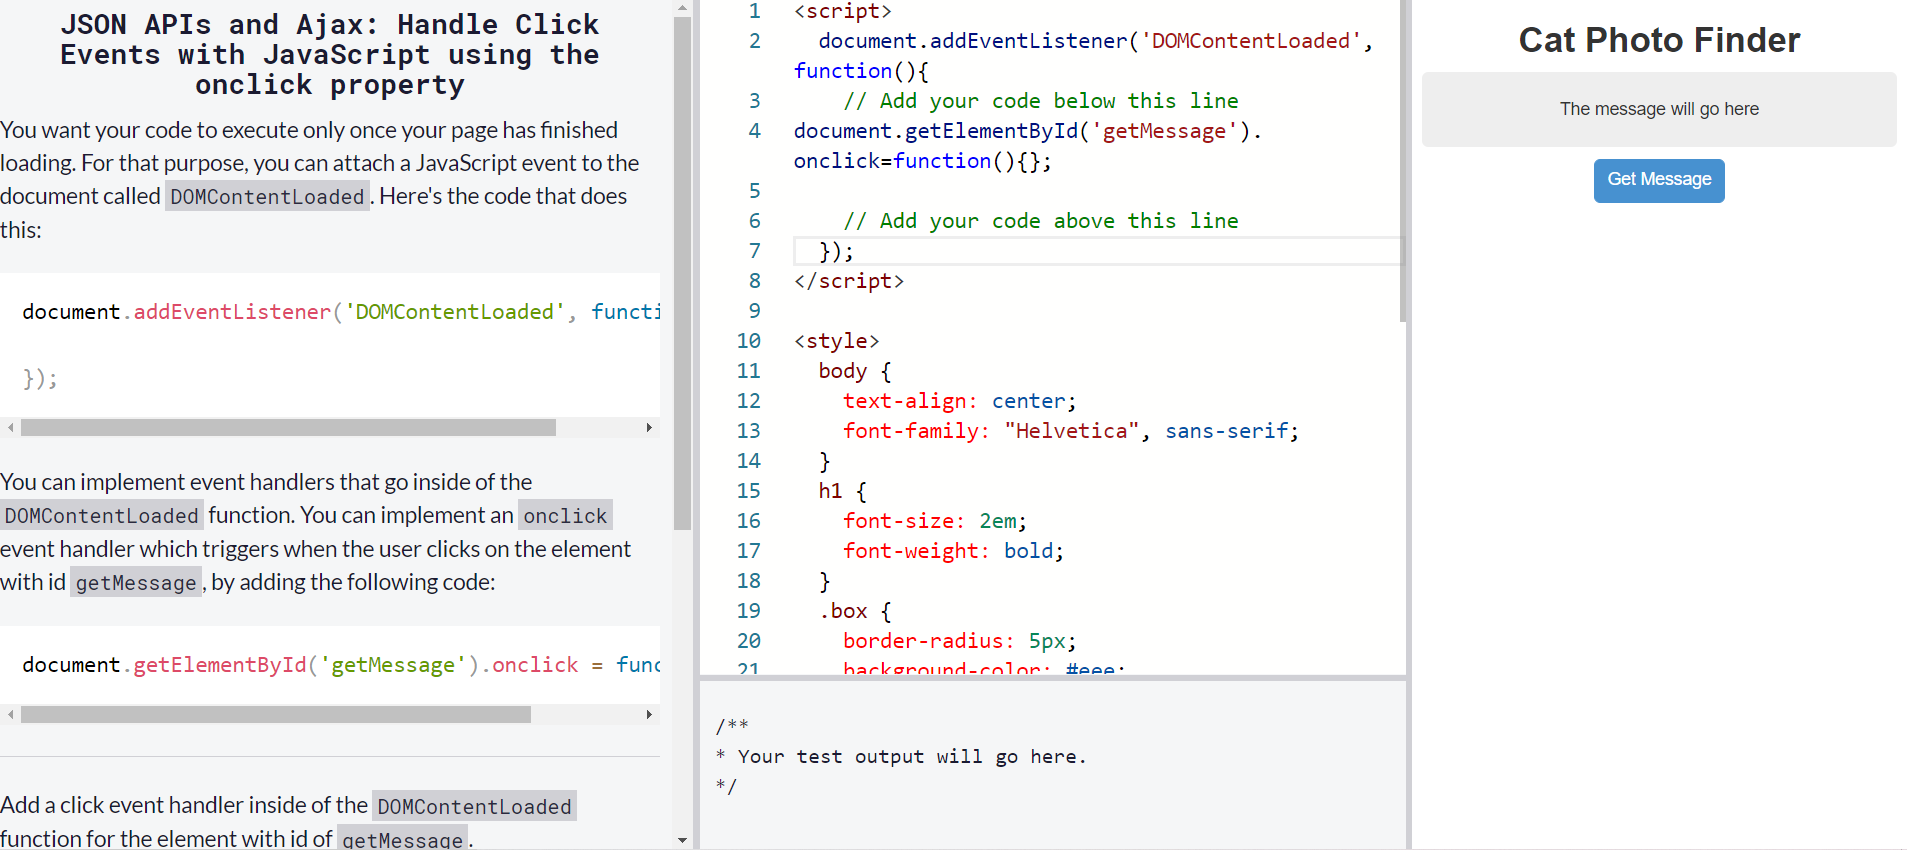 JSON APIs and Ajax: Handle Click
Events with JavaScript using the
onclick property
You want your code to execute only once your page has finished
loading. For that purpose, you can attach a JavaScript event to the
document called DOMContentLoaded. Here's the code that does
this:
document.addEventListener('DOMContentLoaded', functi
});
You can implement event handlers that go inside of the
DOMContentLoaded function. You can implement an onclick
event handler which triggers when the user clicks on the element
with id getMessage, by adding the following code:
document.getElementById('getMessage').onclick = func
Add a click event handler inside of the DOMContentLoaded
function for the element with id of getMessage.
1 <script>
2 document.addEventListener('DOMContentLoaded',
function(){
3 // Add your code below this line
4 document.getElementById('getMessage').
onclick=function(){};
5
6 // Add your code above this line
7 });
8 </script>
9
10 <style>
11 body {
12 text-align: center;
13 font-family: "Helvetica", sans-serif;
14 }
15 h1 {
16 font-size: 2em;
17 font-weight: bold;
18 }
19 .box {
20 border-radius: 5px;
21 background-color: #eee;
/**
* Your test output will go here.
*/
Cat Photo Finder
The message will go here
Get Message